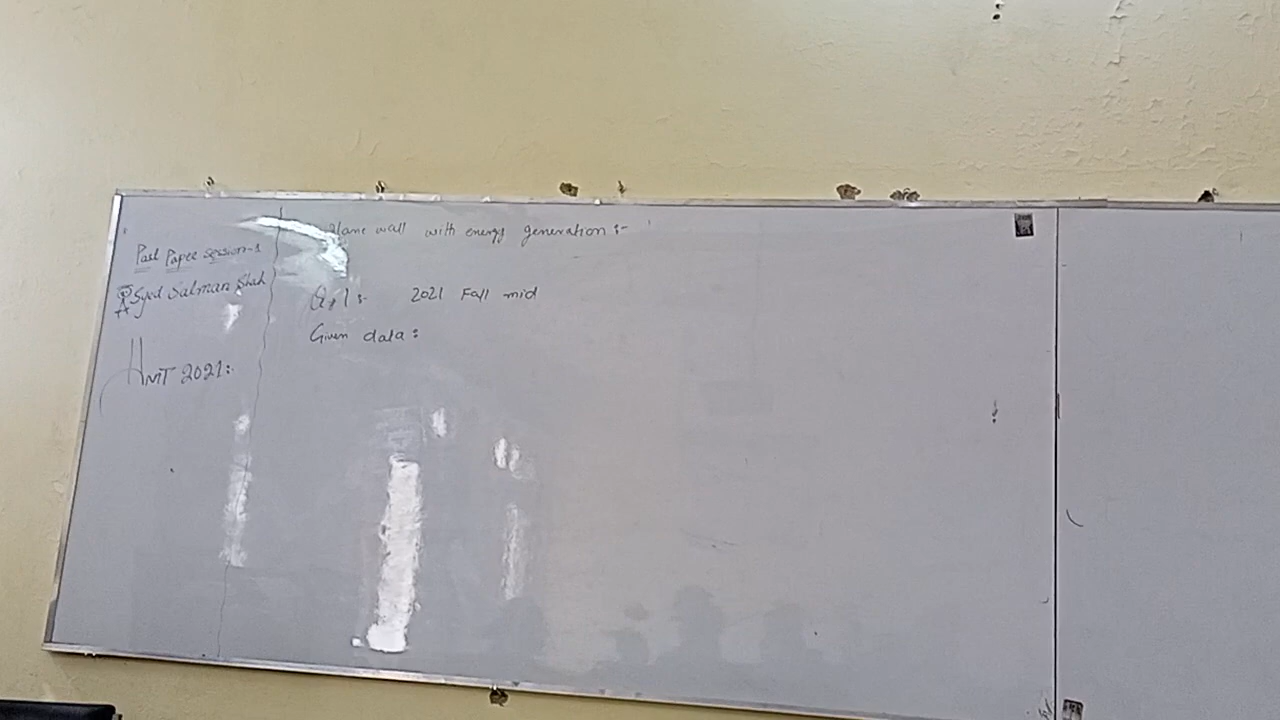 Past Paper session-1
Syed Salman Shah
HMT 2021:-
Plane wall with energy generation :-
Q,1:- 2021 Fall mid
Given data :